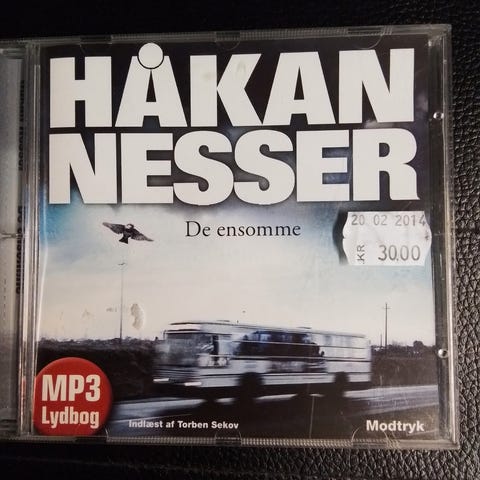 HÅKAN
NESSER
De ensomme
20 02 2014
KR 30.00
MP3
Lydbog
Indlæst af Torben Sekov
Modtryk